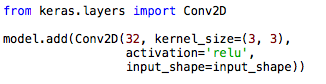 from keras.layers import Conv2D
model.add(Conv2D(32, kernel_size=(3, 3),
activation='relu',
input_shape=input_shape))